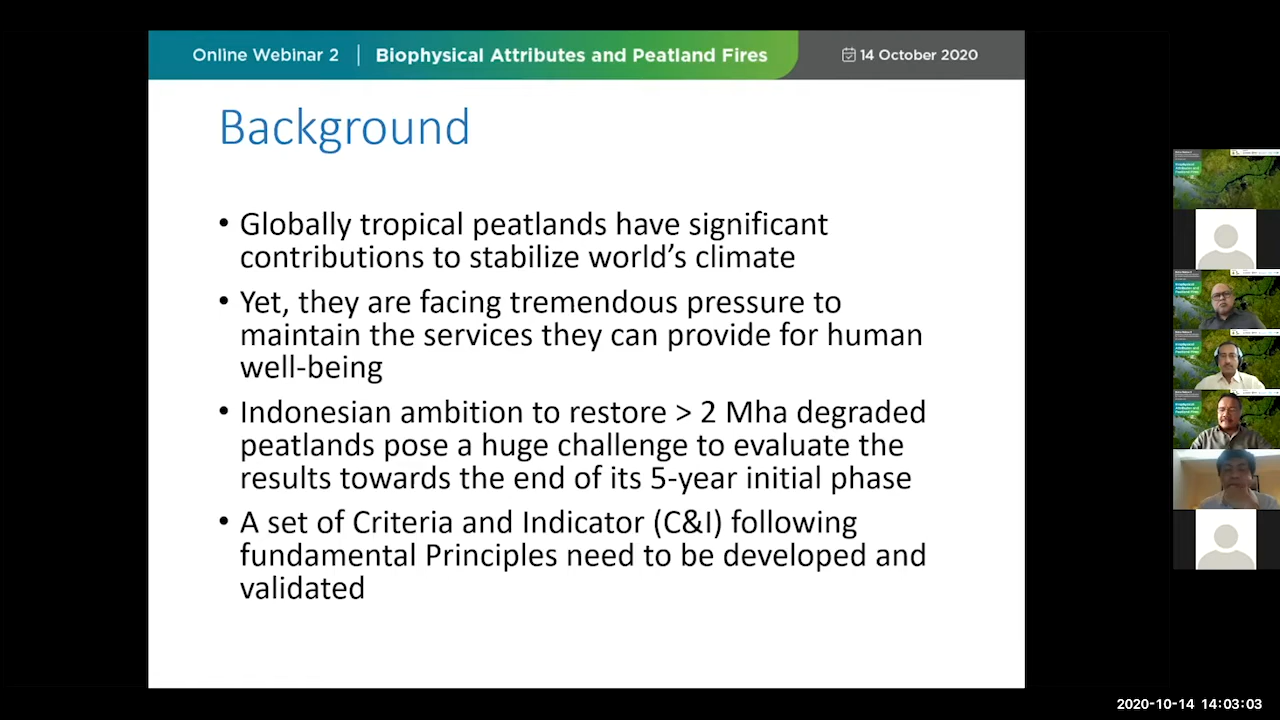 Online Webinar 2 | Biophysical Attributes and Peatland Fires 14 October 2020
Background
• Globally tropical peatlands have significant
contributions to stabilize world’s climate
• Yet, they are facing tremendous pressure to
maintain the services they can provide for human
well-being
• Indonesian ambition to restore > 2 Mha degraded
peatlands pose a huge challenge to evaluate the
results towards the end of its 5-year initial phase
• A set of Criteria and Indicator (C&I) following
fundamental Principles need to be developed and
validated
2020-10-14 14:03:03